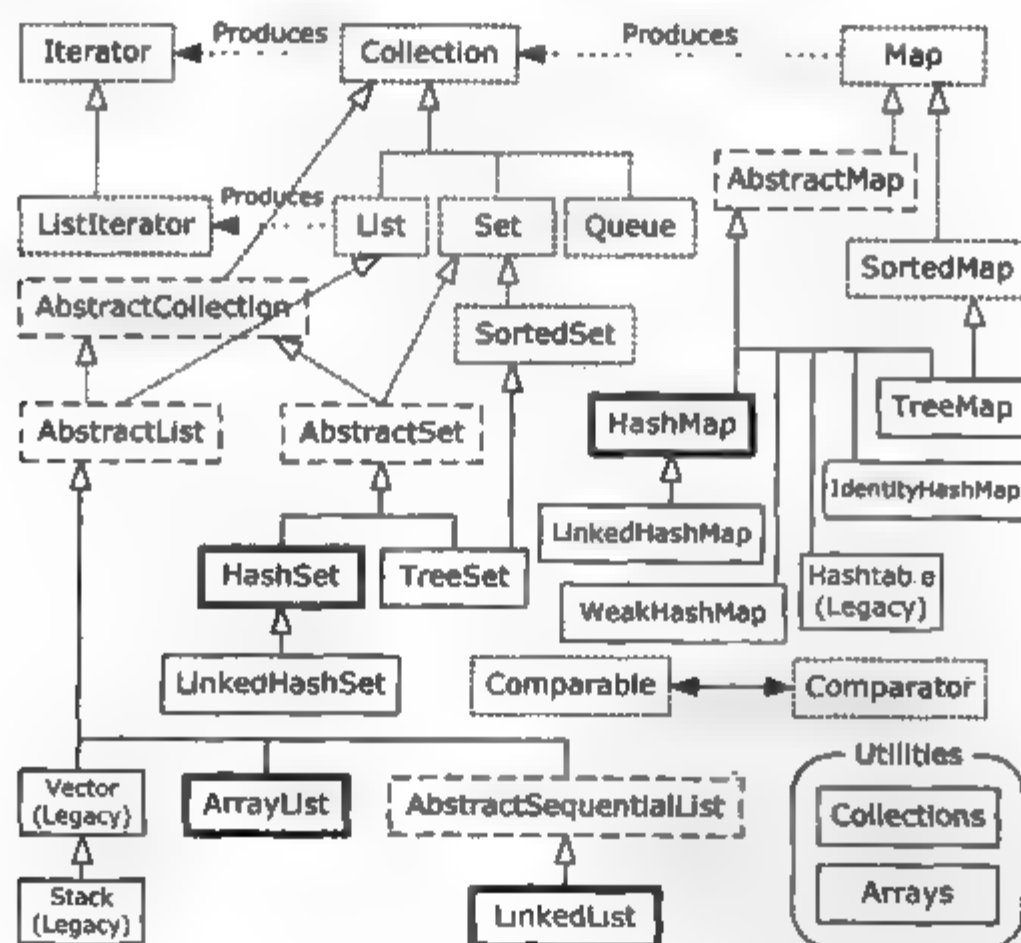 Iterator
Produces
Collection
Produces
Map
AbstractMap
ListIterator
Produces
List
Set
Queue
SortedMap
AbstractCollection
SortedSet
TreeMap
AbstractList
AbstractSet
HashMap
IdentityHashMap
LinkedHashMap
HashSet
TreeSet
Hashtable
(Legacy)
WeakHashMap
LinkedHashSet
Comparable
Comparator
Utilities
Vector
(Legacy)
ArrayList
AbstractSequentialList
Collections
Stack
(Legacy)
LinkedList
Arrays